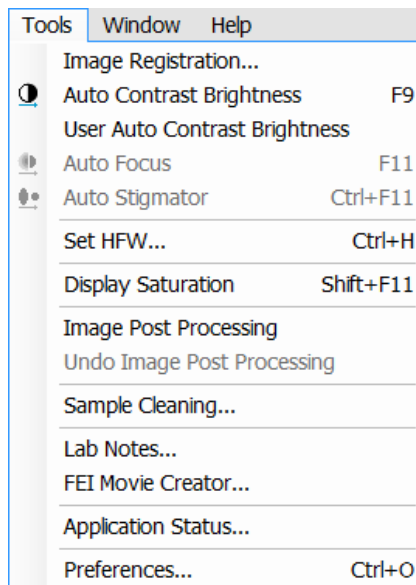 Tools Window Help
Image Registration...
Auto Contrast Brightness F9
User Auto Contrast Brightness
Auto Focus F11
Auto Stigmator Ctrl+F11
Set HFW... Ctrl+H
Display Saturation Shift+F11
Image Post Processing
Undo Image Post Processing
Sample Cleaning...
Lab Notes...
FEI Movie Creator...
Application Status...
Preferences... Ctrl+O